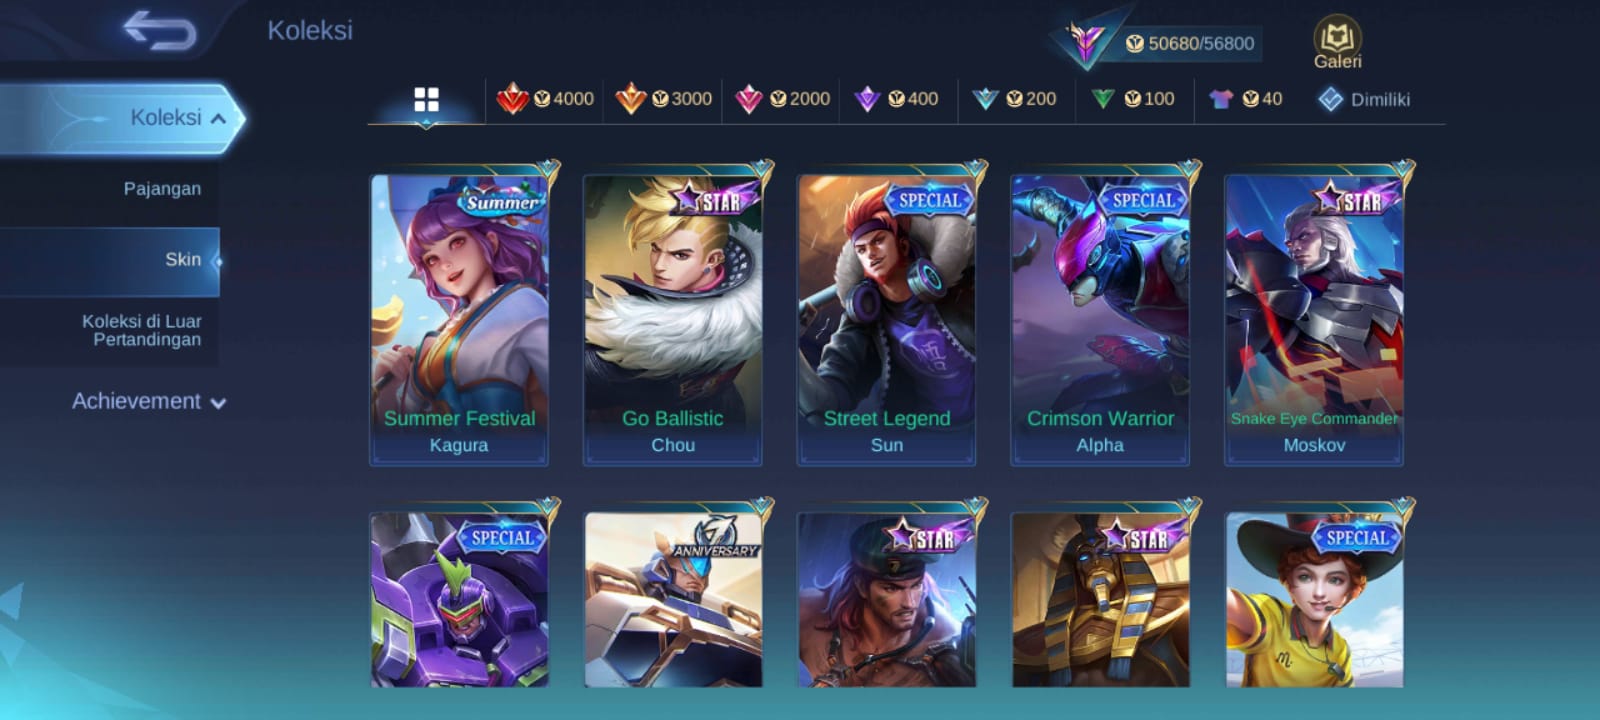 Koleksi
50680/56800
Galeri
4000
3000
2000
400
200
100
40
Dimiliki
Koleksi
Pajangan
Skin
Koleksi di Luar
Pertandingan
Achievement
Summer
STAR
SPECIAL
SPECIAL
STAR
Summer Festival
Go Ballistic
Street Legend
Crimson Warrior
Snake Eye Commander
Kagura
Chou
Sun
Alpha
Moskov
SPECIAL
ANNIVERSARY
STAR
STAR
SPECIAL